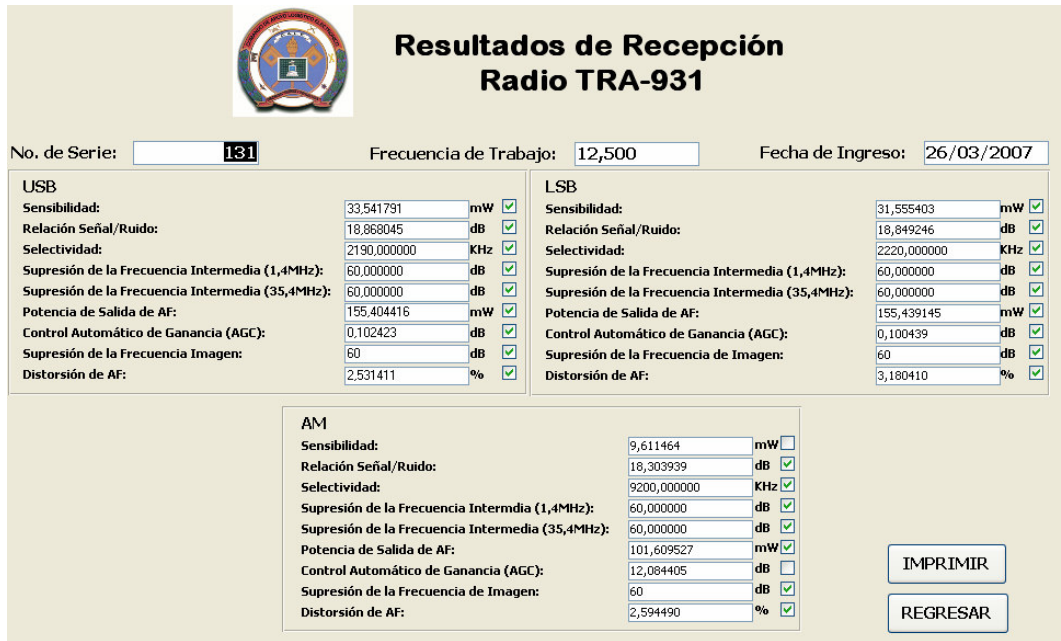 Resultados de Recepción
Radio TRA-931
No. de Serie: 131 Frecuencia de Trabajo: 12,500 Fecha de Ingreso: 26/03/2007
USB
Sensibilidad: 33,541791 mW
Relación Señal/Ruido: 18,868045 dB
Selectividad: 2190,000000 KHz
Supresión de la Frecuencia Intermedia (1,4MHz): 60,000000 dB
Supresión de la Frecuencia Intermedia (35,4MHz): 60,000000 dB
Potencia de Salida de AF: 155,404416 mW
Control Automático de Ganancia (AGC): 0,102423 dB
Supresión de la Frecuencia Imagen: 60 dB
Distorsión de AF: 2,531411 %
LSB
Sensibilidad: 31,555403 mW
Relación Señal/Ruido: 18,849246 dB
Selectividad: 2220,000000 KHz
Supresión de la Frecuencia Intermedia (1,4MHz): 60,000000 dB
Supresión de la Frecuencia Intermedia (35,4MHz): 60,000000 dB
Potencia de Salida de AF: 155,439145 mW
Control Automático de Ganancia (AGC): 0,100439 dB
Supresión de la Frecuencia de Imagen: 60 dB
Distorsión de AF: 3,180410 %
AM
Sensibilidad: 9,611464 mW
Relación Señal/Ruido: 18,303939 dB
Selectividad: 9200,000000 KHz
Supresión de la Frecuencia Intermdia (1,4MHz): 60,000000 dB
Supresión de la Frecuencia Intermedia (35,4MHz): 60,000000 dB
Potencia de Salida de AF: 101,609527 mW
Control Automático de Ganancia (AGC): 12,084405 dB
Supresión de la Frecuencia de Imagen: 60 dB
Distorsión de AF: 2,594490 %
IMPRIMIR
REGRESAR